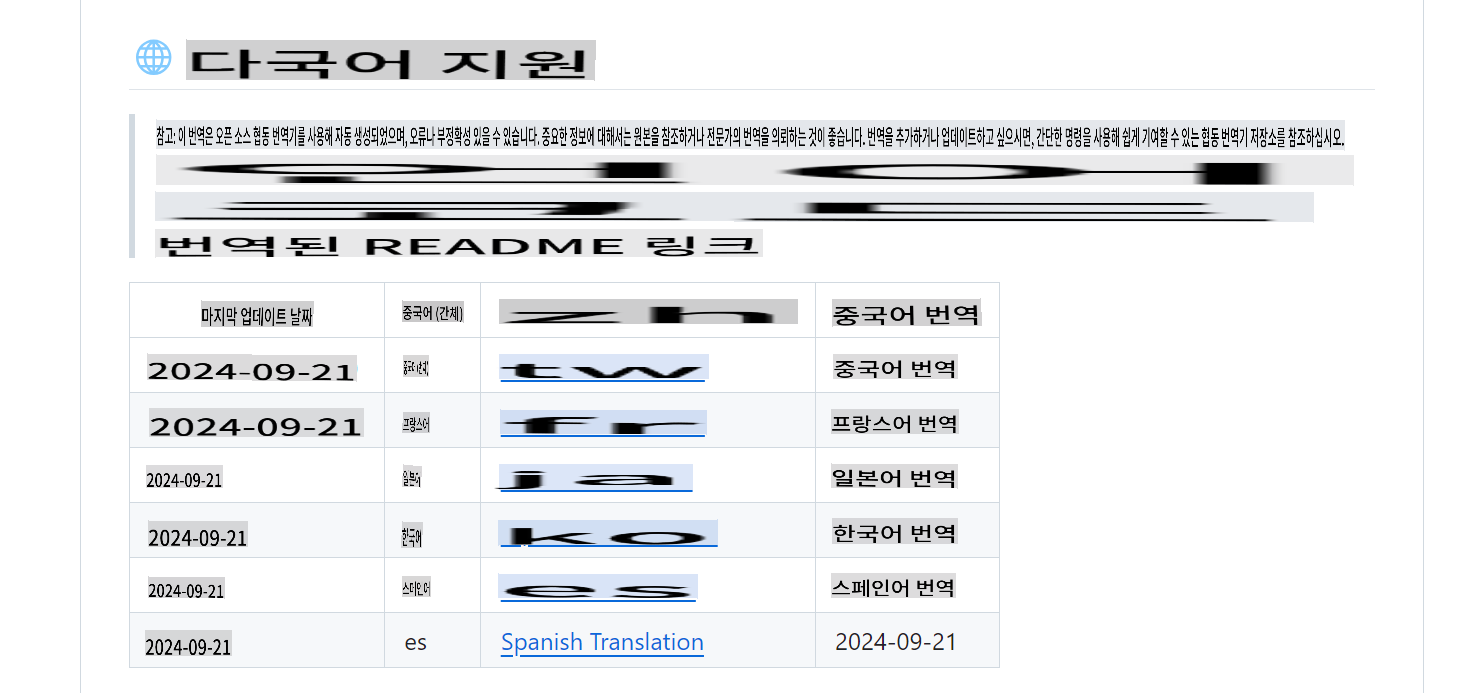 다국어 지원
참고: 이 번역은 오픈 소스 협동 번역기를 사용해 자동 생성되었으며, 오류나 부정확성 있을 수 있습니다. 중요한 정보에 대해서는 원본을 참조하거나 전문가의 번역을 의뢰하는 것이 좋습니다. 번역을 추가하거나 업데이트하고 싶으시면, 간단한 명령을 사용해 쉽게 기여할 수 있는 협동 번역기 저장소를 참조하십시오.
언어
코드
번역된 README 링크
마지막 업데이트 날짜 중국어 (간체) zh 중국어 번역
2024-09-21 중국어 (번체) tw 중국어 번역
2024-09-21 프랑스어 fr 프랑스어 번역
2024-09-21 일본어 ja 일본어 번역
2024-09-21 한국어 ko 한국어 번역
2024-09-21 스페인어 es 스페인어 번역
2024-09-21 es Spanish Translation 2024-09-21